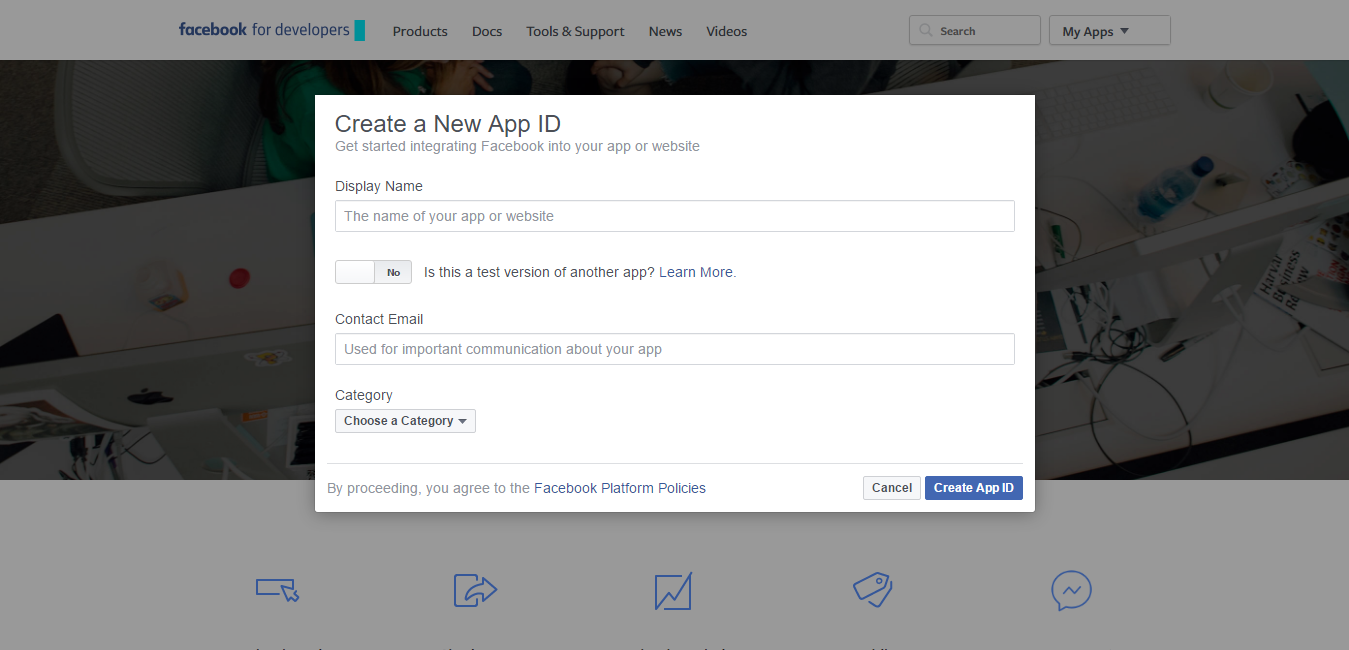 facebook for developers Products Docs Tools & Support News Videos Search My Apps
Create a New App ID
Get started integrating Facebook into your app or website
Display Name
The name of your app or website
No Is this a test version of another app? Learn More.
Contact Email
Used for important communication about your app
Category
Choose a Category
By proceeding, you agree to the Facebook Platform Policies Cancel Create App ID
Harvard
Business